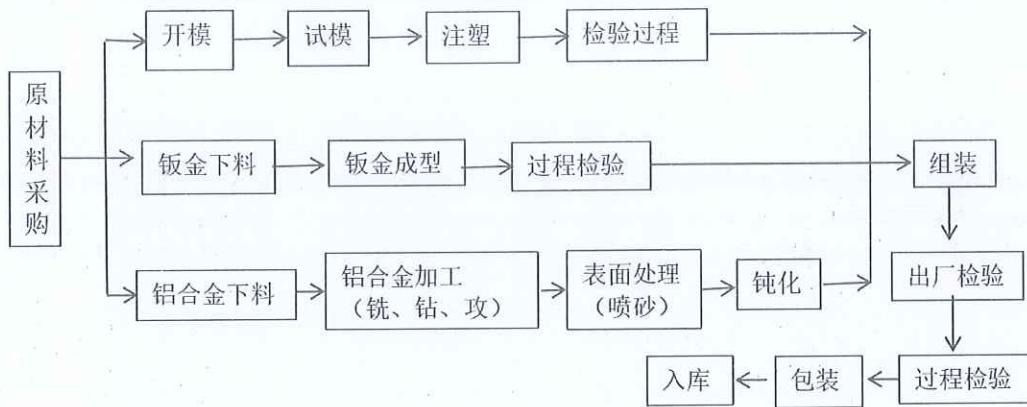 原材料采购
开模
试模
注塑
检验过程
钣金下料
钣金成型
过程检验
组装
铝合金下料
铝合金加工
（铣、钻、攻）
表面处理
（喷砂）
钝化
出厂检验
过程检验
包装
入库